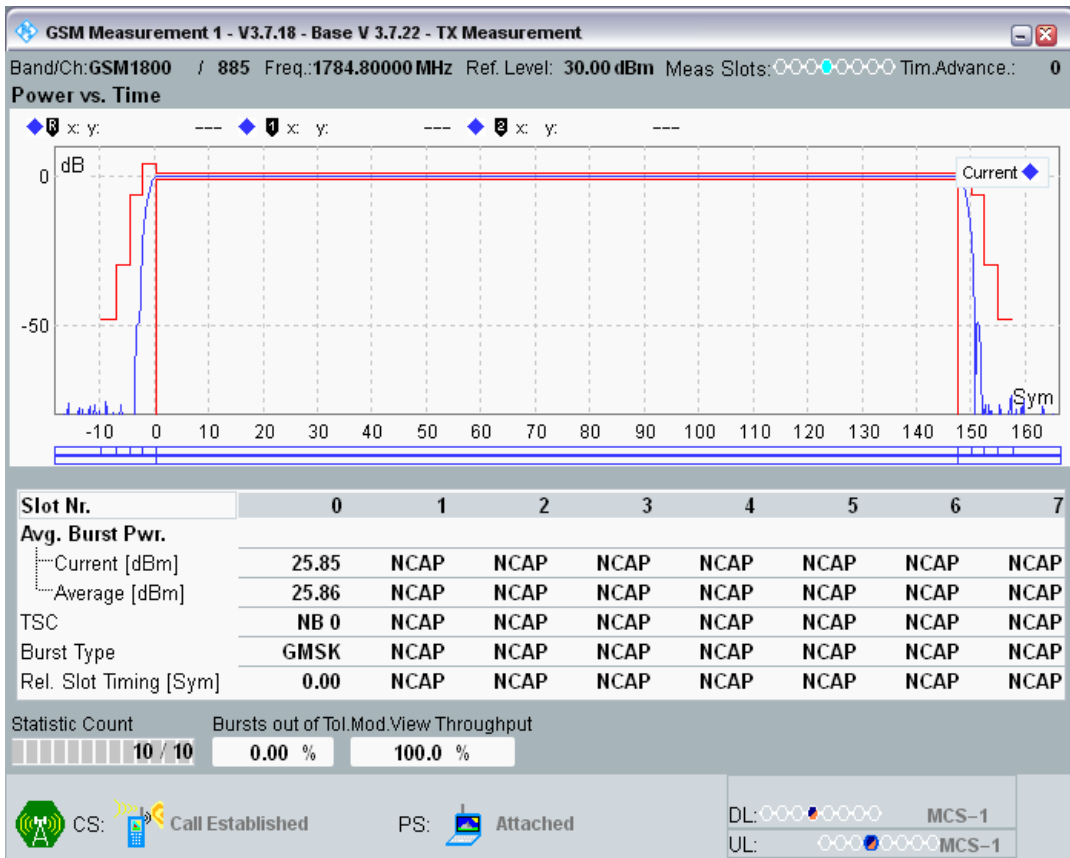 GSM Measurement 1 - V3.7.18 - Base V 3.7.22 - TX Measurement
Band/Ch:GSM1800 / 885 Freq.:1784.80000 MHz Ref. Level: 30.00 dBm Meas Slots: Tim.Advance.: 0
Power vs. Time
R x: y: --- 1 x: y: --- 2 x: y: ---
dB
Current
0
-50
Sym
-10 0 10 20 30 40 50 60 70 80 90 100 110 120 130 140 150 160
Slot Nr. 0 1 2 3 4 5 6 7
Avg. Burst Pwr.
Current [dBm] 25.85 NCAP NCAP NCAP NCAP NCAP NCAP NCAP
Average [dBm] 25.86 NCAP NCAP NCAP NCAP NCAP NCAP NCAP
TSC NB 0 NCAP NCAP NCAP NCAP NCAP NCAP NCAP
Burst Type GMSK NCAP NCAP NCAP NCAP NCAP NCAP NCAP
Rel. Slot Timing [Sym] 0.00 NCAP NCAP NCAP NCAP NCAP NCAP NCAP
Statistic Count Bursts out of Tol.Mod.View Throughput
10 / 10 0.00 % 100.0 %
CS: Call Established PS: Attached
DL: MCS-1
UL: MCS-1